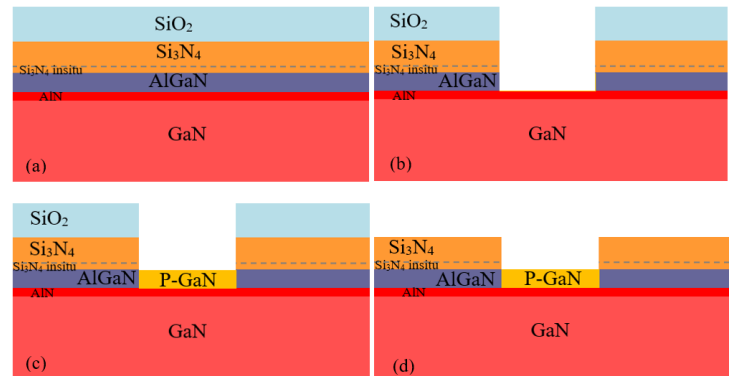 SiO₂
Si₃N₄
Si₃N₄ insitu
AlGaN
AlN
GaN
(a)
SiO₂
Si₃N₄
Si₃N₄ insitu
AlGaN
AlN
GaN
(b)
SiO₂
Si₃N₄
Si₃N₄ insitu
AlGaN P-GaN
AlN
GaN
(c)
Si₃N₄
Si₃N₄ insitu
AlGaN P-GaN
AlN
GaN
(d)